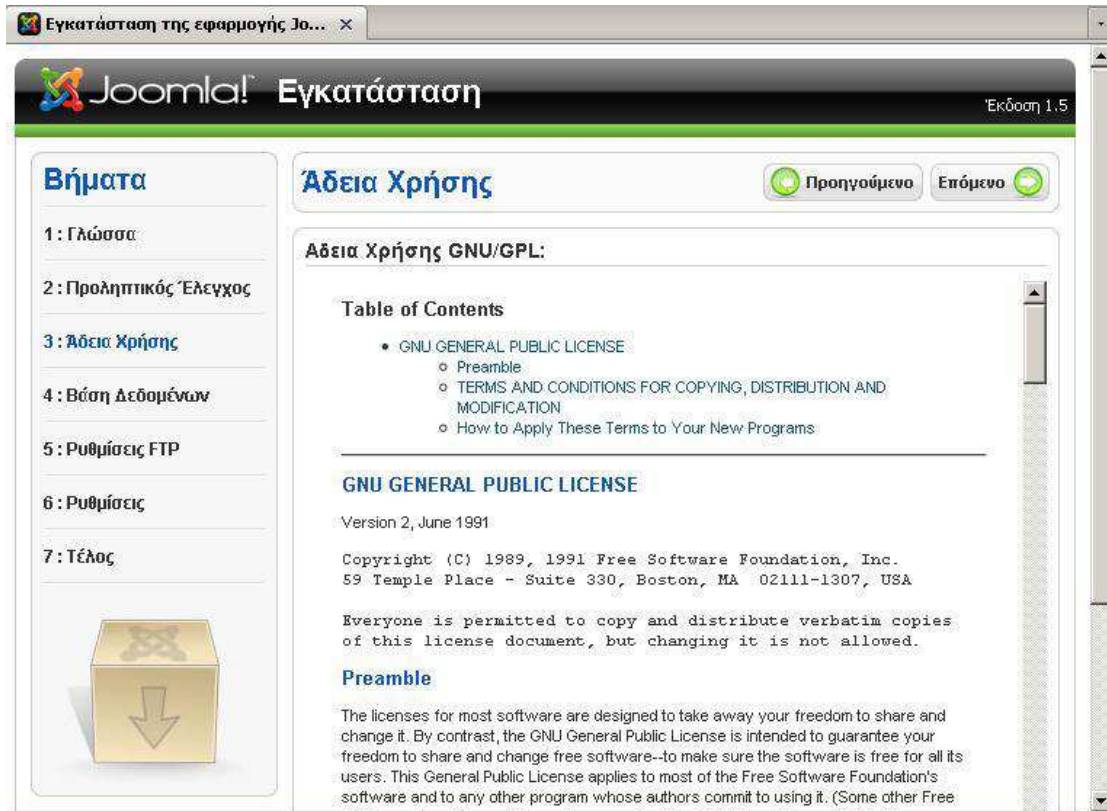 Εγκατάσταση της εφαρμογής Jo...
Joomla!™ Εγκατάσταση
Έκδοση 1.5
Βήματα
1 : Γλώσσα
2 : Προληπτικός Έλεγχος
3 : Άδεια Χρήσης
4 : Βάση Δεδομένων
5 : Ρυθμίσεις FTP
6 : Ρυθμίσεις
7 : Τέλος
Άδεια Χρήσης
Προηγούμενο
Επόμενο
Αδεια Χρήσης GNU/GPL:
Table of Contents
GNU GENERAL PUBLIC LICENSE
Preamble
TERMS AND CONDITIONS FOR COPYING, DISTRIBUTION AND
MODIFICATION
How to Apply These Terms to Your New Programs
GNU GENERAL PUBLIC LICENSE
Version 2, June 1991
Copyright (C) 1989, 1991 Free Software Foundation, Inc.
59 Temple Place - Suite 330, Boston, MA 02111-1307, USA
Everyone is permitted to copy and distribute verbatim copies
of this license document, but changing it is not allowed.
Preamble
The licenses for most software are designed to take away your freedom to share and
change it. By contrast, the GNU General Public License is intended to guarantee your
freedom to share and change free software--to make sure the software is free for all its
users. This General Public License applies to most of the Free Software Foundation's
software and to any other program whose authors commit to using it. (Some other Free